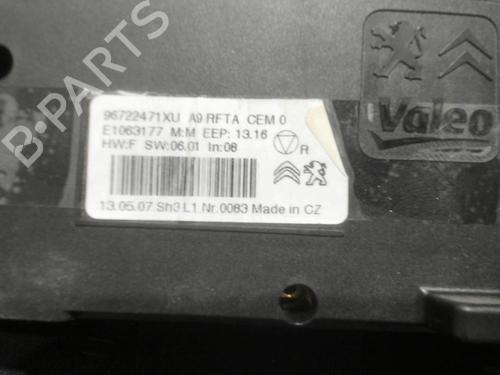 B-PARTS
Valeo
96722471XU A9 RFTA CEM 0
E1063177 M:M EEP: 13.16
R
HW:F SW:06.01 In:08
13.05.07 Sh3 L1 Nr.0083 Made in CZ